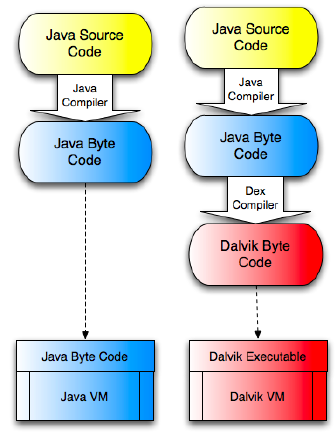 Java Source
Code
Java
Compiler
Java Byte
Code
Java Byte Code
Java VM
Java Source
Code
Java
Compiler
Java Byte
Code
Dex
Compiler
Dalvik Byte
Code
Dalvik Executable
Dalvik VM